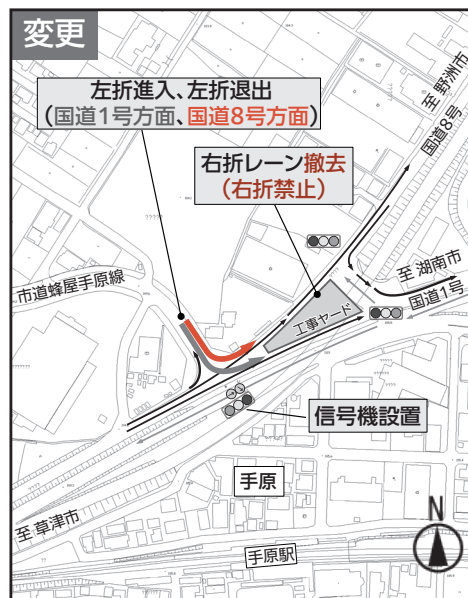 変更
左折進入、左折退出
(国道1号方面、国道8号方面)
右折レーン撤去
(右折禁止)
至 野洲市
国道8号
至 湖南市
国道1号
市道蜂屋手原線
工事ヤード
信号機設置
手原
至 草津市
手原駅
N